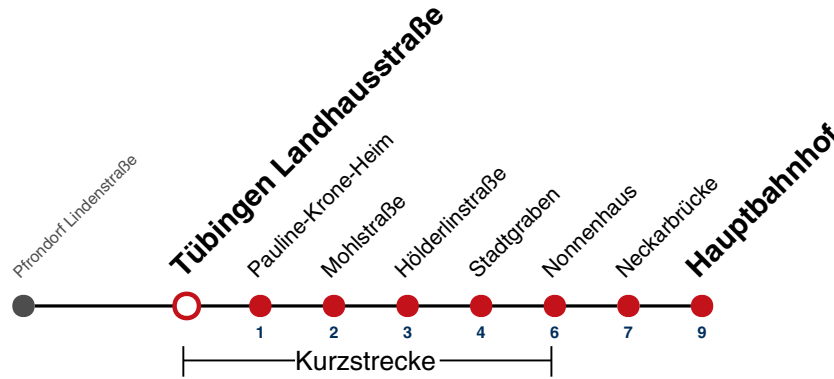 Pfrondorf Lindenstraße
Tübingen Landhausstraße
Pauline-Krone-Heim
Mohlstraße
Hölderlinstraße
Stadtgraben
Nonnenhaus
Neckarbrücke
Hauptbahnhof
1 2 3 4 6 7 9
Kurzstrecke